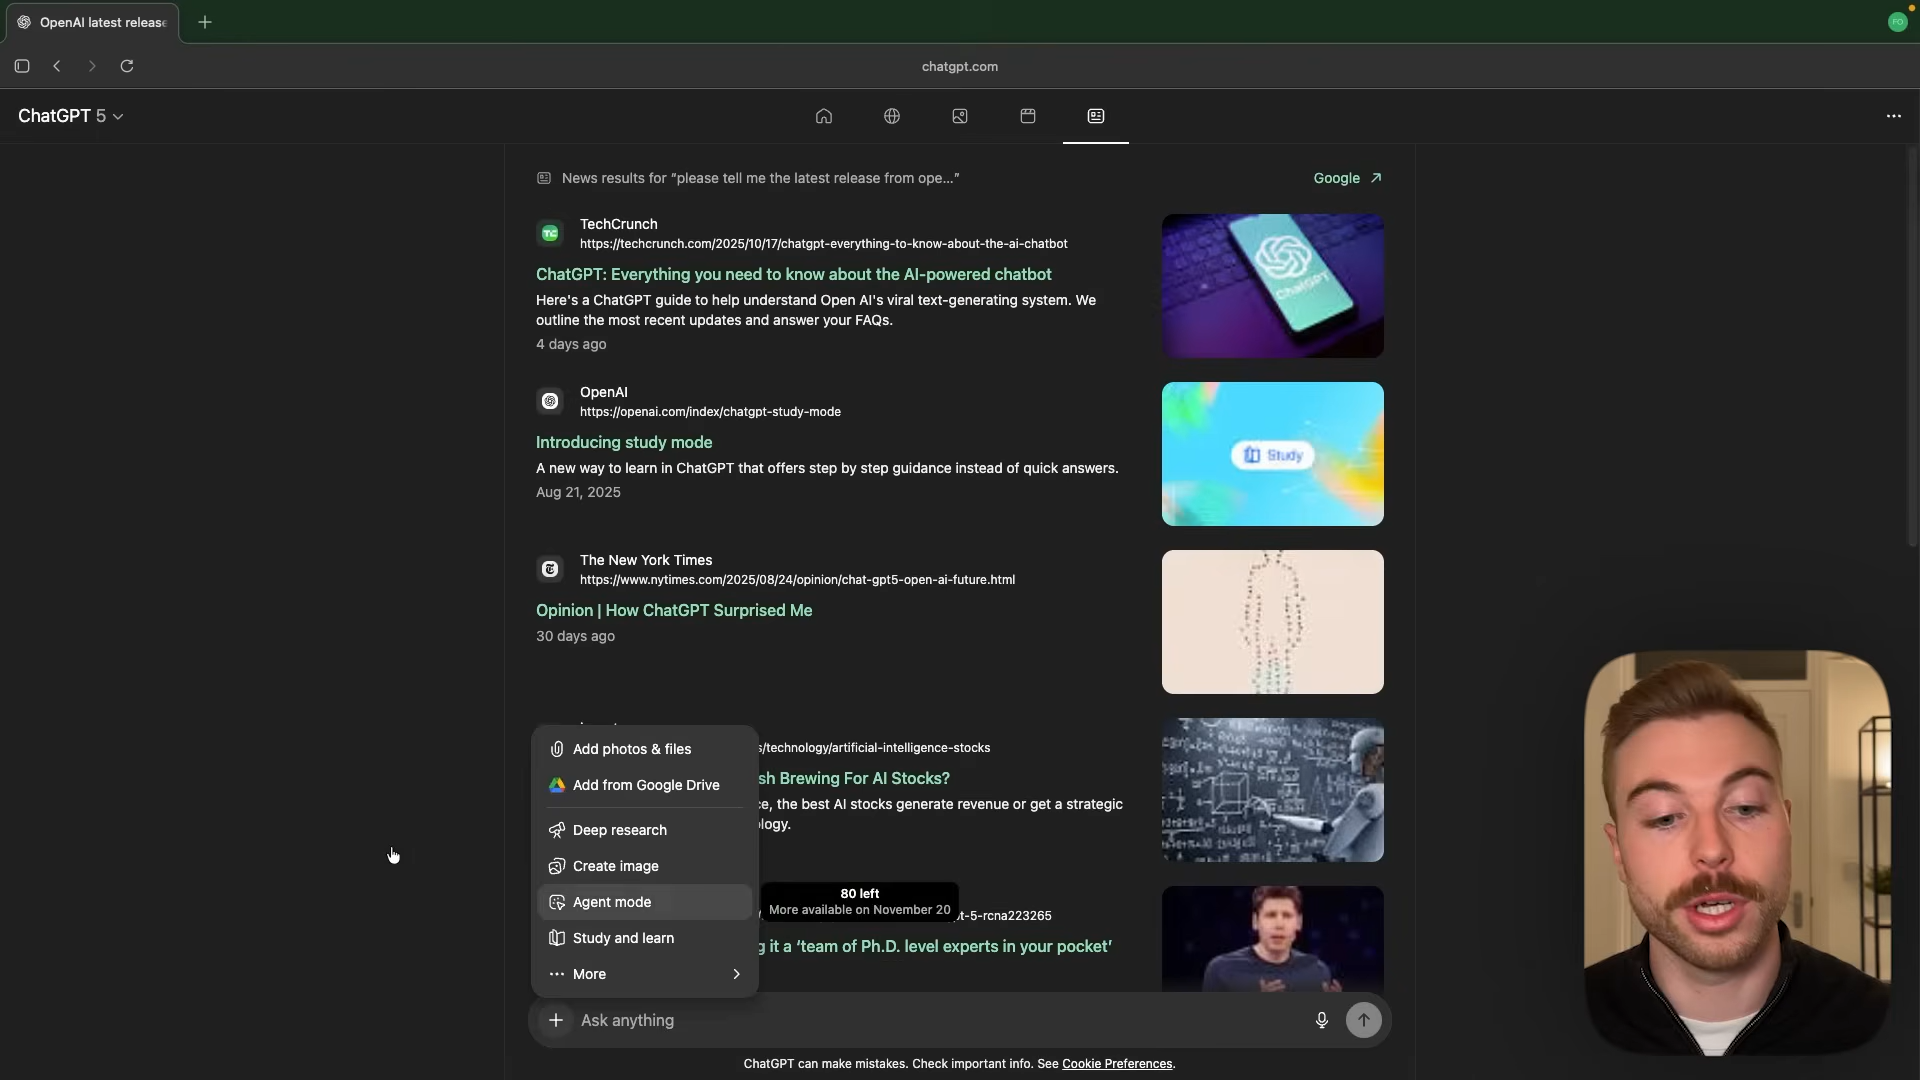 OpenAI latest release
FO
chatgpt.com
ChatGPT 5
News results for "please tell me the latest release from ope..."
Google
TechCrunch
https://techcrunch.com/2025/10/17/chatgpt-everything-to-know-about-the-ai-chatbot
ChatGPT: Everything you need to know about the AI-powered chatbot
Here's a ChatGPT guide to help understand Open AI's viral text-generating system. We
outline the most recent updates and answer your FAQs.
4 days ago
ChatGPT
OpenAI
https://openai.com/index/chatgpt-study-mode
Introducing study mode
A new way to learn in ChatGPT that offers step by step guidance instead of quick answers.
Aug 21, 2025
Study
The New York Times
https://www.nytimes.com/2025/08/24/opinion/chat-gpt5-open-ai-future.html
Opinion | How ChatGPT Surprised Me
30 days ago
s/technology/artificial-intelligence-stocks
sh Brewing For AI Stocks?
ce, the best AI stocks generate revenue or get a strategic
ology.
Add photos & files
Add from Google Drive
Deep research
Create image
Agent mode
Study and learn
More
80 left
More available on November 20
t-5-rcna223265
g it a 'team of Ph.D. level experts in your pocket'
Ask anything
ChatGPT can make mistakes. Check important info. See Cookie Preferences.